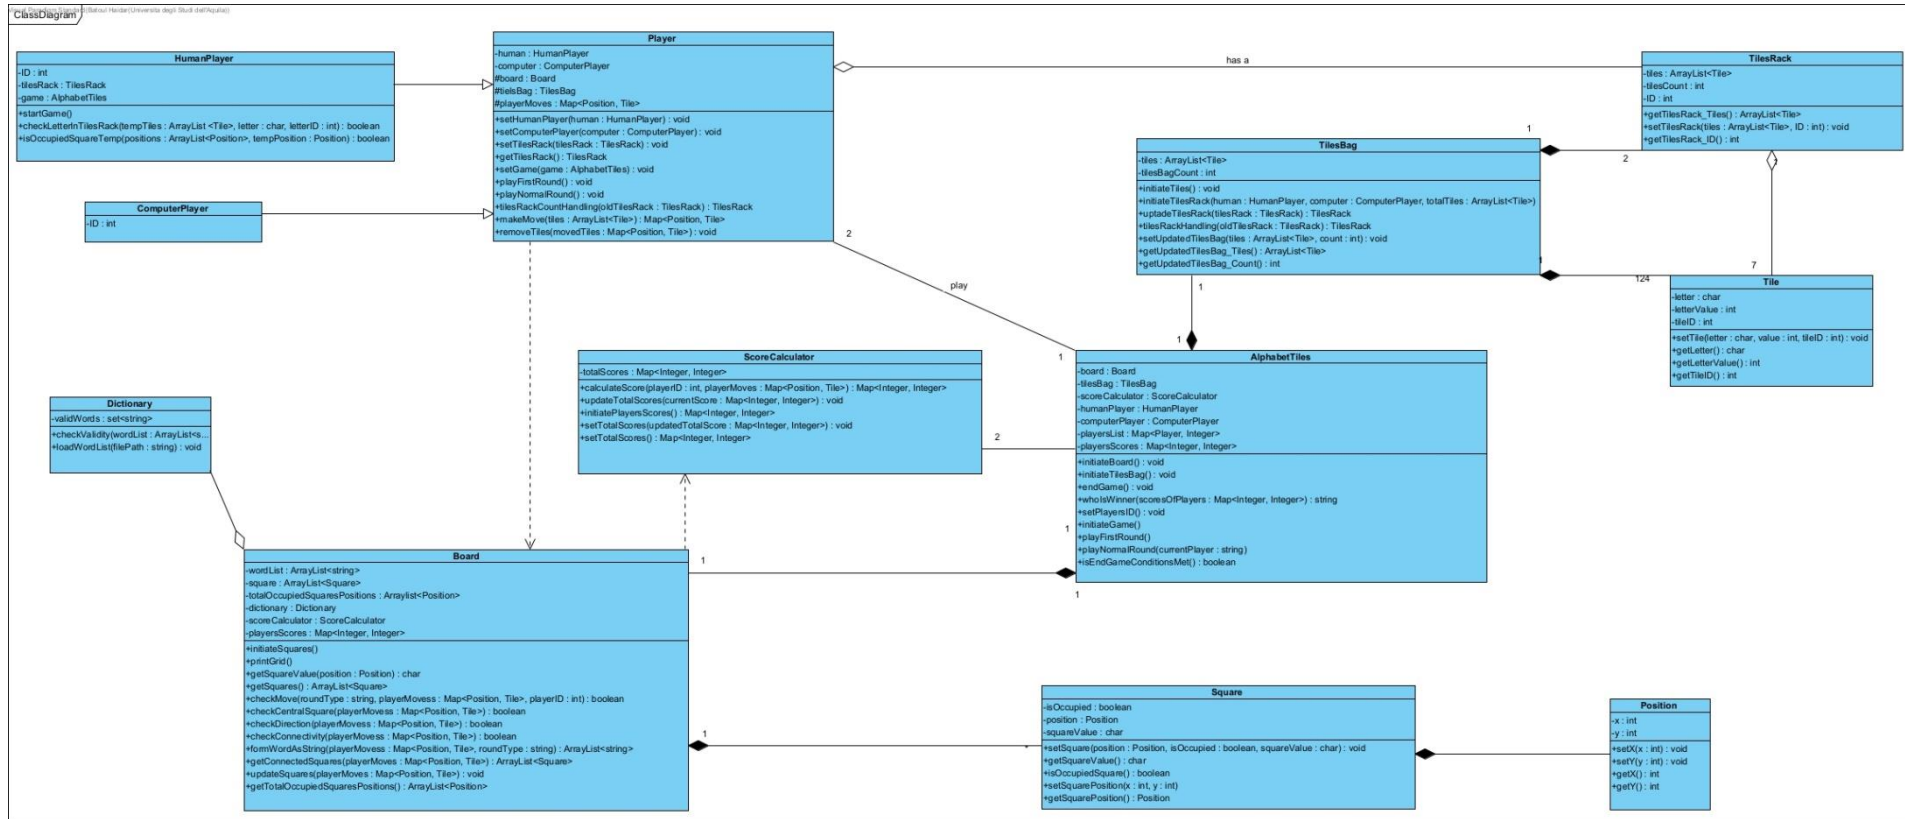 ClassDiagram
Visual Paradigm Standard(Batoul Haidar(Universita degli Studi dell'Aquila))
HumanPlayer
-ID : int
-tilesRack : TilesRack
-game : AlphabetTiles
+startGame()
+checkLetterInTilesRack(tempTiles : ArrayList <Tile>, letter : char, letterID : int) : boolean
+isOccupiedSquareTemp(positions : ArrayList<Position>, tempPosition : Position) : boolean
ComputerPlayer
-ID : int
Player
-human : HumanPlayer
-computer : ComputerPlayer
#board : Board
#tielsBag : TilesBag
#playerMoves : Map<Position, Tile>
+setHumanPlayer(human : HumanPlayer) : void
+setComputerPlayer(computer : ComputerPlayer) : void
+setTilesRack(tilesRack : TilesRack) : void
+getTilesRack() : TilesRack
+setGame(game : AlphabetTiles) : void
+playFirstRound() : void
+playNormalRound() : void
+tilesRackCountHandling(oldTilesRack : TilesRack) : TilesRack
+makeMove(tiles : ArrayList<Tile>) : Map<Position, Tile>
+removeTiles(movedTiles : Map<Position, Tile>) : void
has a
TilesRack
-tiles : ArrayList<Tile>
-tilesCount : int
-ID : int
+getTilesRack_Tiles() : ArrayList<Tile>
+setTilesRack(tiles : ArrayList<Tile>, ID : int) : void
+getTilesRack_ID() : int
1
2
TilesBag
-tiles : ArrayList<Tile>
-tilesBagCount : int
+initiateTiles() : void
+initiateTilesRack(human : HumanPlayer, computer : ComputerPlayer, totalTiles : ArrayList<Tile>)
+uptadeTilesRack(tilesRack : TilesRack) : TilesRack
+tilesRackHandling(oldTilesRack : TilesRack) : TilesRack
+setUpdatedTilesBag(tiles : ArrayList<Tile>, count : int) : void
+getUpdatedTilesBag_Tiles() : ArrayList<Tile>
+getUpdatedTilesBag_Count() : int
1
124
7
Tile
-letter : char
-letterValue : int
-tileID : int
+setTile(letter : char, value : int, tileID : int) : void
+getLetter() : char
+getLetterValue() : int
+getTileID() : int
2
play
1
1
1
ScoreCalculator
-totalScores : Map<Integer, Integer>
+calculateScore(playerID : int, playerMoves : Map<Position, Tile>) : Map<Integer, Integer>
+updateTotalScores(currentScore : Map<Integer, Integer>) : void
+initiatePlayersScores() : Map<Integer, Integer>
+setTotalScores(updatedTotalScore : Map<Integer, Integer>) : void
+setTotalScores() : Map<Integer, Integer>
2
AlphabetTiles
-board : Board
-tilesBag : TilesBag
-scoreCalculator : ScoreCalculator
-humanPlayer : HumanPlayer
-computerPlayer : ComputerPlayer
-playersList : Map<Player, Integer>
-playersScores : Map<Integer, Integer>
+initiateBoard() : void
+initiateTilesBag() : void
+endGame() : void
+whoIsWinner(scoresOfPlayers : Map<Integer, Integer>) : string
+setPlayersID() : void
+initiateGame()
+playFirstRound()
+playNormalRound(currentPlayer : string)
+isEndGameConditionsMet() : boolean
1
1
1
Dictionary
-validWords : set<string>
+checkValidity(wordList : ArrayList<s...
+loadWordList(filePath : string) : void
Board
-wordList : ArrayList<string>
-square : ArrayList<Square>
-totalOccupiedSquaresPositions : Arraylist<Position>
-dictionary : Dictionary
-scoreCalculator : ScoreCalculator
-playersScores : Map<Integer, Integer>
+initiateSquares()
+printGrid()
+getSquareValue(position : Position) : char
+getSquares() : ArrayList<Square>
+checkMove(roundType : string, playerMovess : Map<Position, Tile>, playerID : int) : boolean
+checkCentralSquare(playerMovess : Map<Position, Tile>) : boolean
+checkDirection(playerMovess : Map<Position, Tile>) : boolean
+checkConnectivity(playerMovess : Map<Position, Tile>) : boolean
+formWordAsString(playerMovess : Map<Position, Tile>, roundType : string) : ArrayList<string>
+getConnectedSquares(playerMoves : Map<Position, Tile>) : ArrayList<Square>
+updateSquares(playerMoves : Map<Position, Tile>) : void
+getTotalOccupiedSquaresPositions() : ArrayList<Position>
1
*
Square
-isOccupied : boolean
-position : Position
-squareValue : char
+setSquare(position : Position, isOccupied : boolean, squareValue : char) : void
+getSquareValue() : char
+isOccupiedSquare() : boolean
+setSquarePosition(x : int, y : int)
+getSquarePosition() : Position
Position
-x : int
-y : int
+setX(x : int) : void
+setY(y : int) : void
+getX() : int
+getY() : int